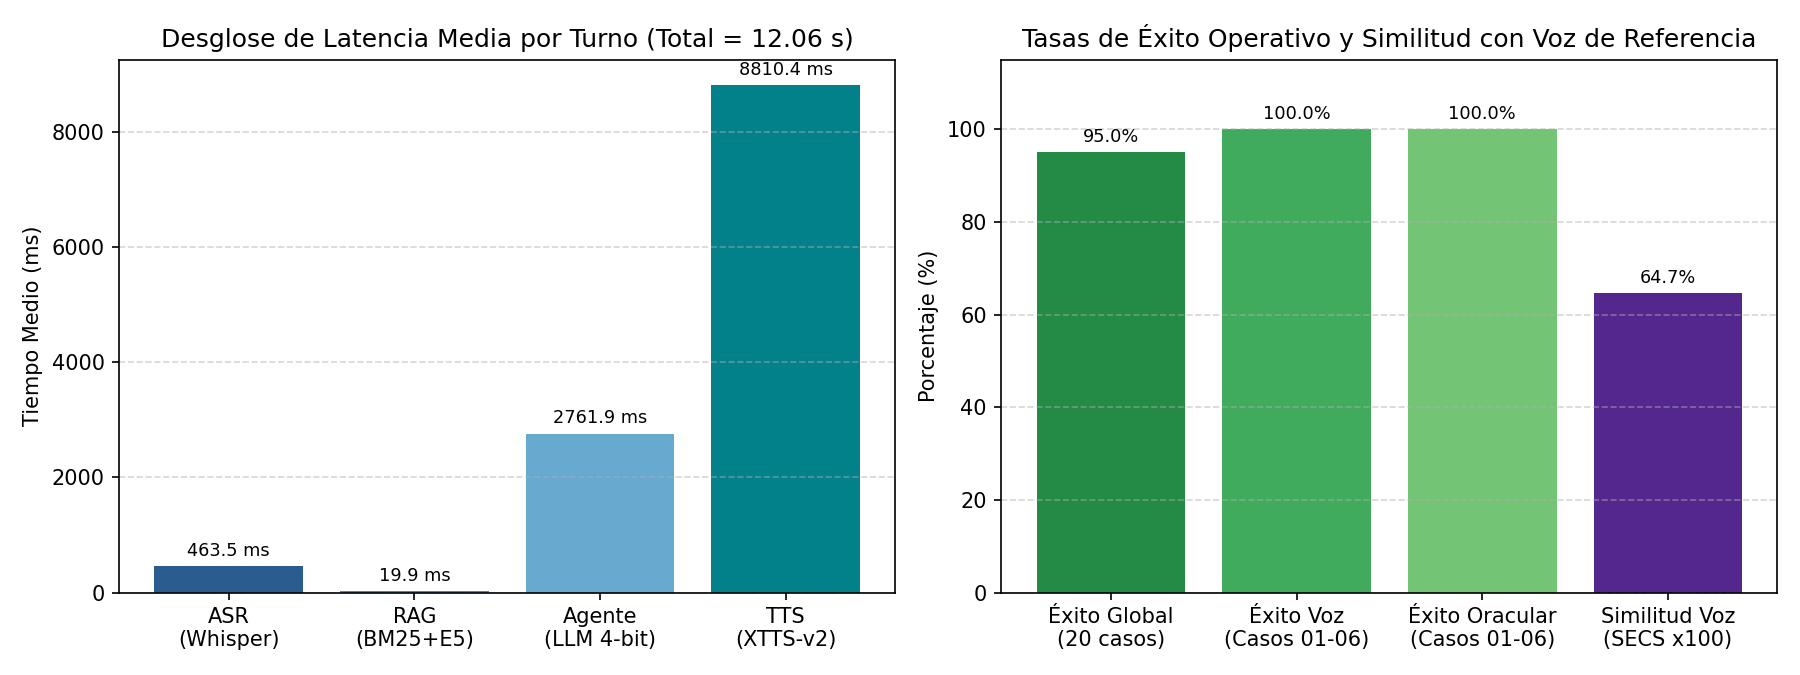 Desglose de Latencia Media por Turno (Total = 12.06 s)
Tiempo Medio (ms)
8000
6000
4000
2000
0
463.5 ms
19.9 ms
2761.9 ms
8810.4 ms
ASR
(Whisper)
RAG
(BM25+E5)
Agente
(LLM 4-bit)
TTS
(XTTS-v2)
Tasas de Éxito Operativo y Similitud con Voz de Referencia
Porcentaje (%)
100
80
60
40
20
0
95.0%
100.0%
100.0%
64.7%
Éxito Global
(20 casos)
Éxito Voz
(Casos 01-06)
Éxito Oracular
(Casos 01-06)
Similitud Voz
(SECS x100)